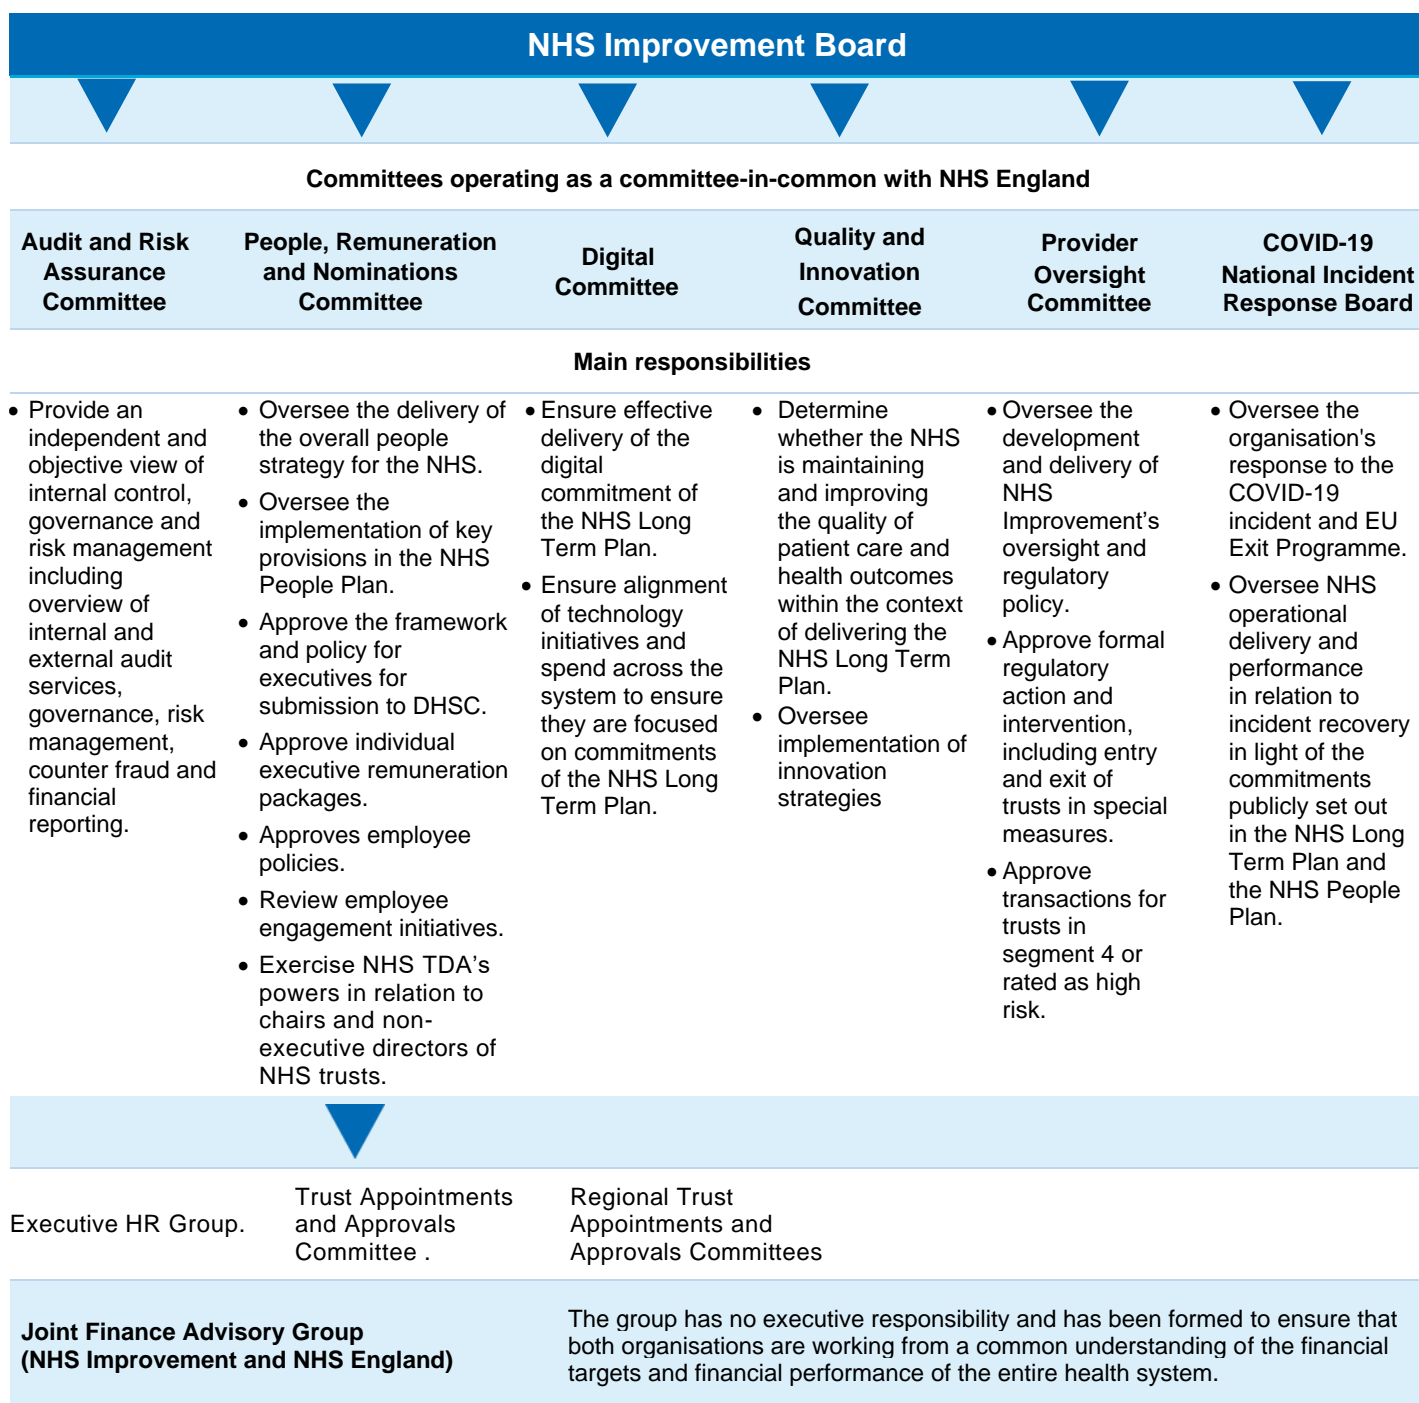 NHS Improvement Board
Committees operating as a committee-in-common with NHS England
Audit and Risk
Assurance
Committee
People, Remuneration
and Nominations
Committee
Digital
Committee
Quality and
Innovation
Committee
Provider
Oversight
Committee
COVID-19
National Incident
Response Board
Main responsibilities
• Provide an
independent and
objective view of
internal control,
governance and
risk management
including
overview of
internal and
external audit
services,
governance, risk
management,
counter fraud and
financial
reporting.
• Oversee the delivery of
the overall people
strategy for the NHS.
• Oversee the
implementation of key
provisions in the NHS
People Plan.
• Approve the framework
and policy for
executives for
submission to DHSC.
• Approve individual
executive remuneration
packages.
• Approves employee
policies.
• Review employee
engagement initiatives.
• Exercise NHS TDA’s
powers in relation to
chairs and non-
executive directors of
NHS trusts.
• Ensure effective
delivery of the
digital
commitment of
the NHS Long
Term Plan.
• Ensure alignment
of technology
initiatives and
spend across the
system to ensure
they are focused
on commitments
of the NHS Long
Term Plan.
• Determine
whether the NHS
is maintaining
and improving
the quality of
patient care and
health outcomes
within the context
of delivering the
NHS Long Term
Plan.
• Oversee
implementation of
innovation
strategies
• Oversee the
development
and delivery of
NHS
Improvement’s
oversight and
regulatory
policy.
• Approve formal
regulatory
action and
intervention,
including entry
and exit of
trusts in special
measures.
• Approve
transactions for
trusts in
segment 4 or
rated as high
risk.
• Oversee the
organisation's
response to the
COVID-19
incident and EU
Exit Programme.
• Oversee NHS
operational
delivery and
performance
in relation to
incident recovery
in light of the
commitments
publicly set out
in the NHS Long
Term Plan and
the NHS People
Plan.
Executive HR Group.
Trust Appointments
and Approvals
Committee .
Regional Trust
Appointments and
Approvals Committees
Joint Finance Advisory Group
(NHS Improvement and NHS England)
The group has no executive responsibility and has been formed to ensure that
both organisations are working from a common understanding of the financial
targets and financial performance of the entire health system.